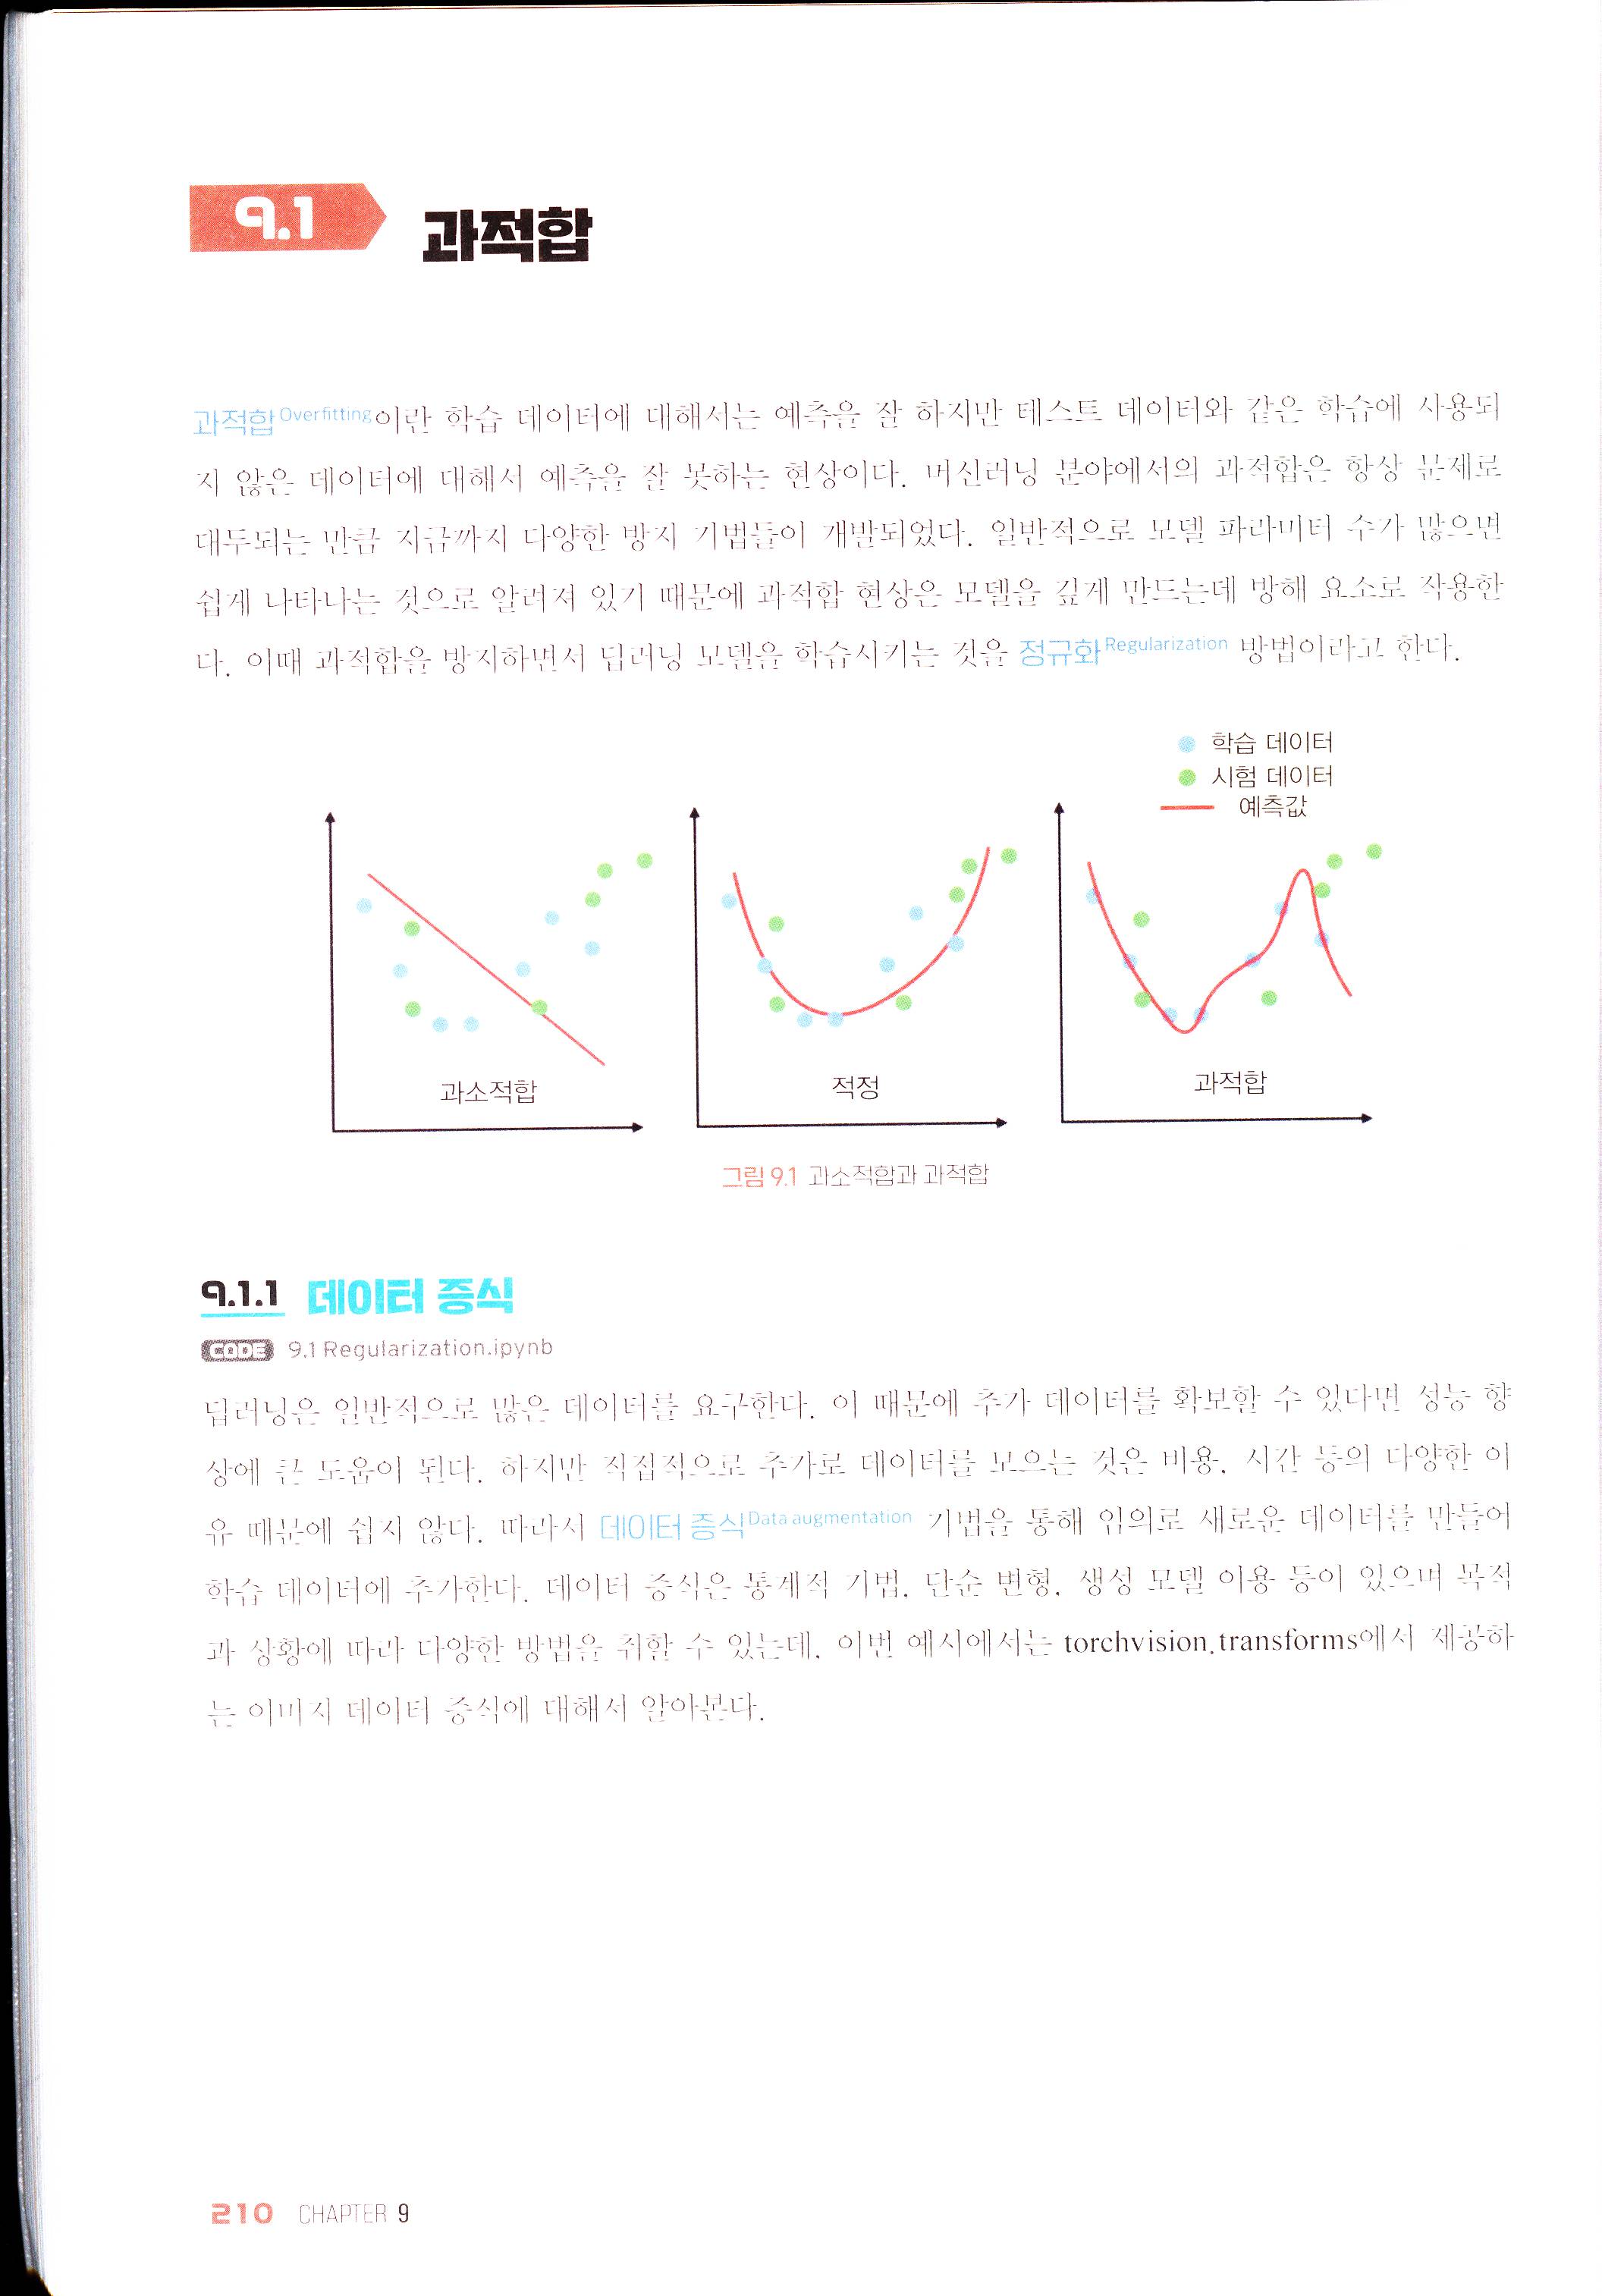 9.1 과적합
과적합Overfitting이란 학습 데이터에 대해서는 예측을 잘 하지만 테스트 데이터와 같은 학습에 사용되
지 않은 데이터에 대해서 예측을 잘 못하는 현상이다. 머신러닝 분야에서의 과적합은 항상 문제로
대두되는 만큼 지금까지 다양한 방지 기법들이 개발되었다. 일반적으로 모델 파라미터 수가 많으면
쉽게 나타나는 것으로 알려져 있기 때문에 과적합 현상은 모델을 깊게 만드는데 방해 요소로 작용한
다. 이때 과적합을 방지하면서 딥러닝 모델을 학습시키는 것을 정규화Regularization 방법이라고 한다.
학습 데이터
시험 데이터
예측값
과소적합
적정
과적합
그림 9.1 과소적합과 과적합
9.1.1 데이터 증식
CODE 9.1 Regularization.ipynb
딥러닝은 일반적으로 많은 데이터를 요구한다. 이 때문에 추가 데이터를 확보할 수 있다면 성능 향
상에 큰 도움이 된다. 하지만 직접적으로 추가로 데이터를 모으는 것은 비용, 시간 등의 다양한 이
유 때문에 쉽지 않다. 따라서 데이터 증식Data augmentation 기법을 통해 임의로 새로운 데이터를 만들어
학습 데이터에 추가한다. 데이터 증식은 통계적 기법, 단순 변형, 생성 모델 이용 등이 있으며 목적
과 상황에 따라 다양한 방법을 취할 수 있는데, 이번 예시에서는 torchvision.transforms에서 제공하
는 이미지 데이터 증식에 대해서 알아본다.
210 CHAPTER 9